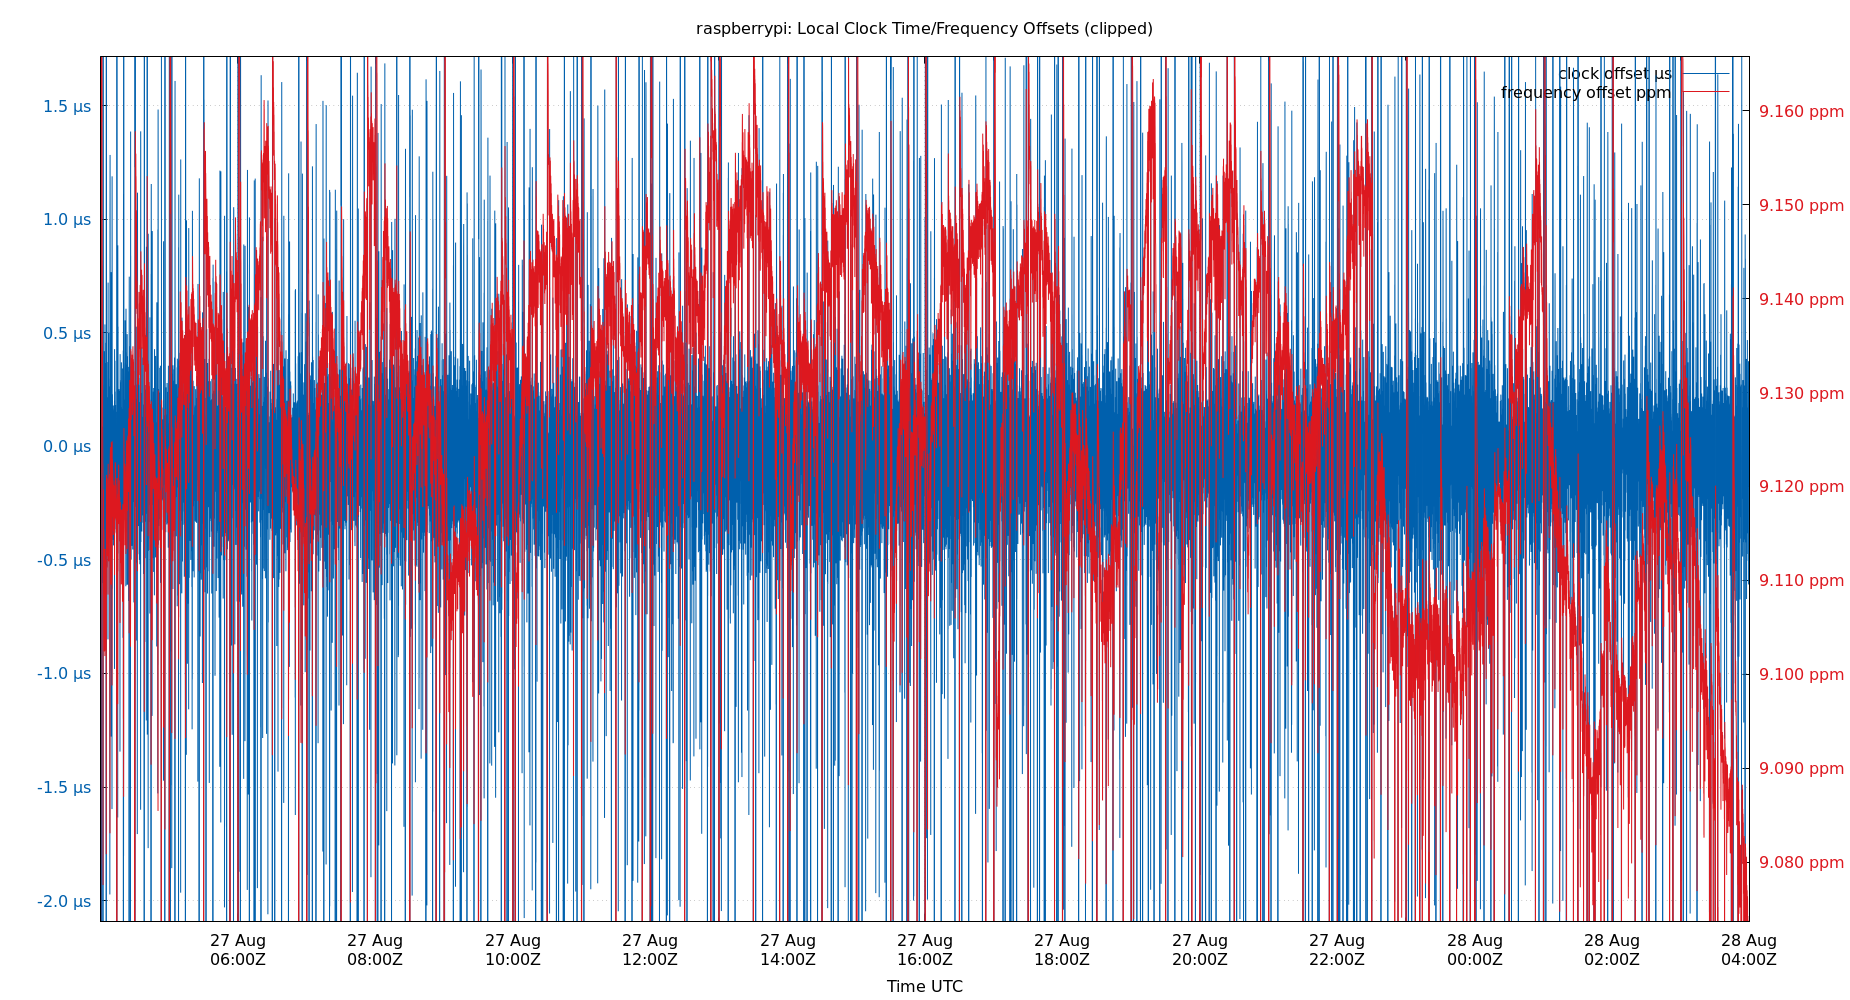 raspberrypi: Local Clock Time/Frequency Offsets (clipped)
clock offset µs
frequency offset ppm
1.5 µs
1.0 µs
0.5 µs
0.0 µs
-0.5 µs
-1.0 µs
-1.5 µs
-2.0 µs
9.160 ppm
9.150 ppm
9.140 ppm
9.130 ppm
9.120 ppm
9.110 ppm
9.100 ppm
9.090 ppm
9.080 ppm
27 Aug 27 Aug 27 Aug 27 Aug 27 Aug 27 Aug 27 Aug 27 Aug 27 Aug 28 Aug 28 Aug 28 Aug
06:00Z 08:00Z 10:00Z 12:00Z 14:00Z 16:00Z 18:00Z 20:00Z 22:00Z 00:00Z 02:00Z 04:00Z
Time UTC